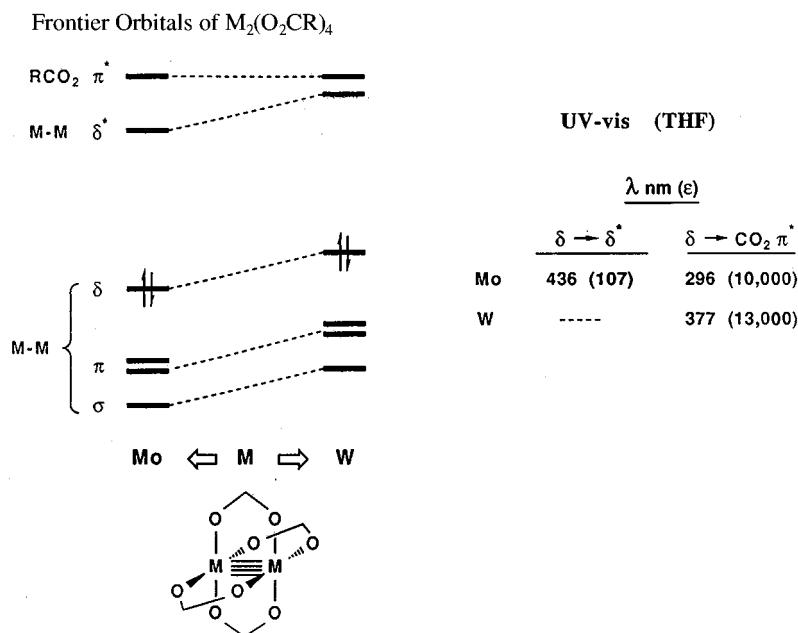 Frontier Orbitals of M₂(O₂CR)₄
RCO₂ π*
M-M δ*
δ
M-M
π
σ
Mo ⇦ M ⇨ W
O O
O O
M M
O O
O O
UV-vis (THF)
λ nm (ε)
δ → δ* δ → CO₂ π*
Mo 436 (107) 296 (10,000)
W ----- 377 (13,000)